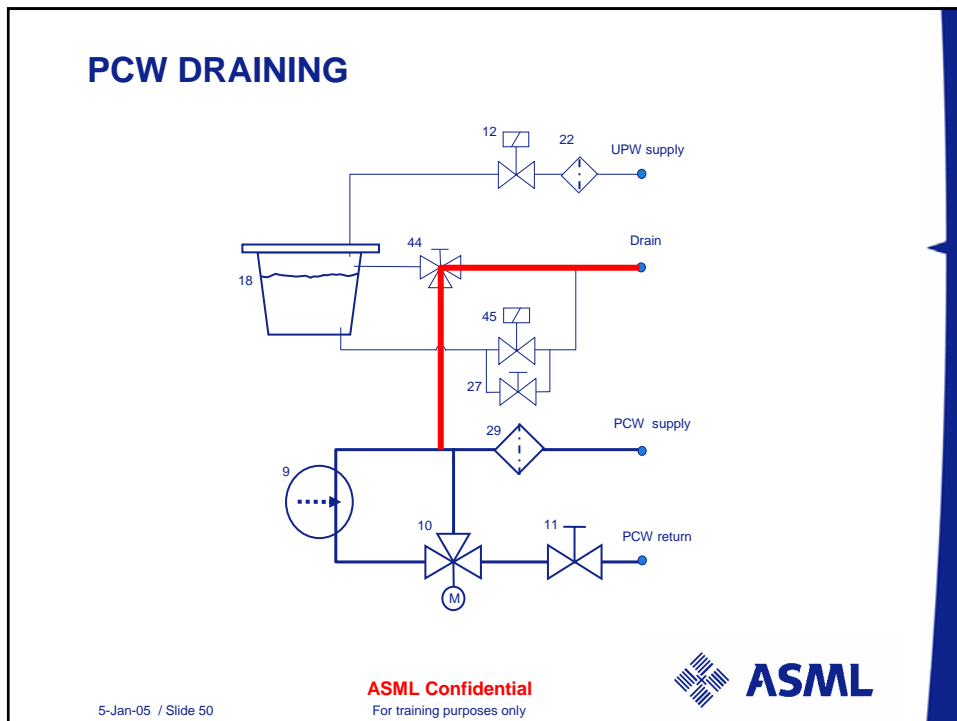 PCW DRAINING
12
22
UPW supply
44
Drain
18
45
27
29
PCW supply
9
10
11
PCW return
M
ASML Confidential
For training purposes only
5-Jan-05 / Slide 50
ASML